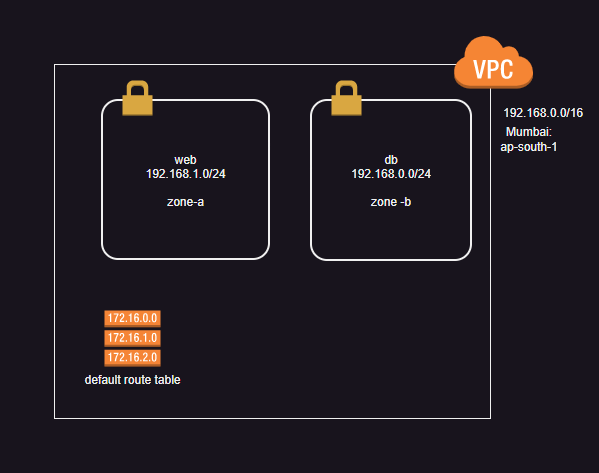 VPC
192.168.0.0/16
Mumbai:
ap-south-1
web
192.168.1.0/24
zone-a
db
192.168.0.0/24
zone -b
172.16.0.0
172.16.1.0
172.16.2.0
default route table